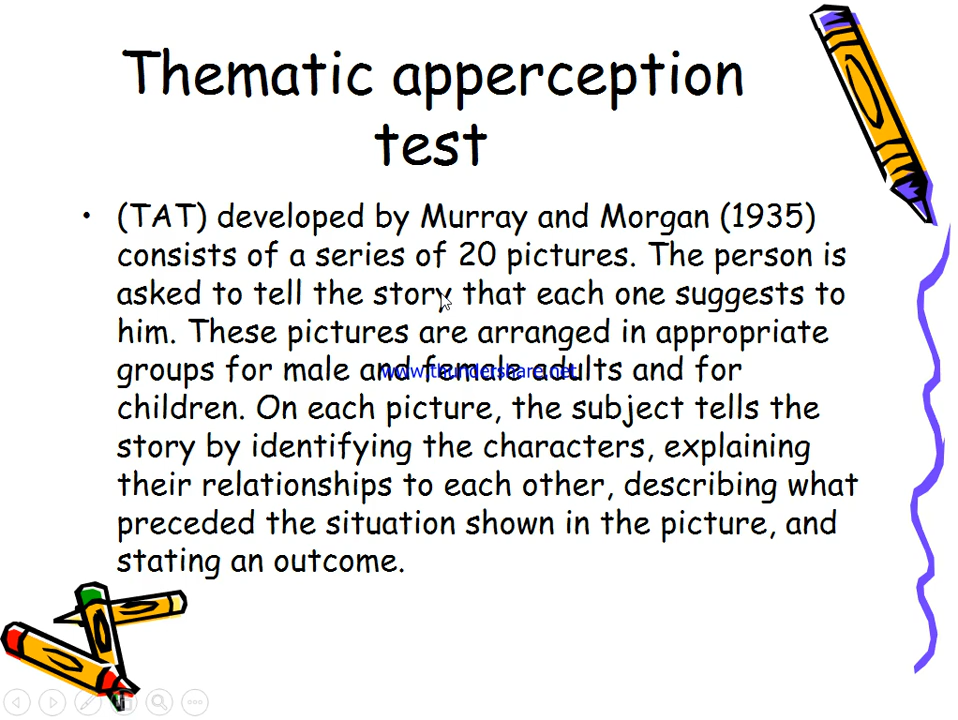 Thematic apperception
test
• (TAT) developed by Murray and Morgan (1935)
consists of a series of 20 pictures. The person is
asked to tell the story that each one suggests to
him. These pictures are arranged in appropriate
groups for male and female adults and for
www.thundershare.net
children. On each picture, the subject tells the
story by identifying the characters, explaining
their relationships to each other, describing what
preceded the situation shown in the picture, and
stating an outcome.